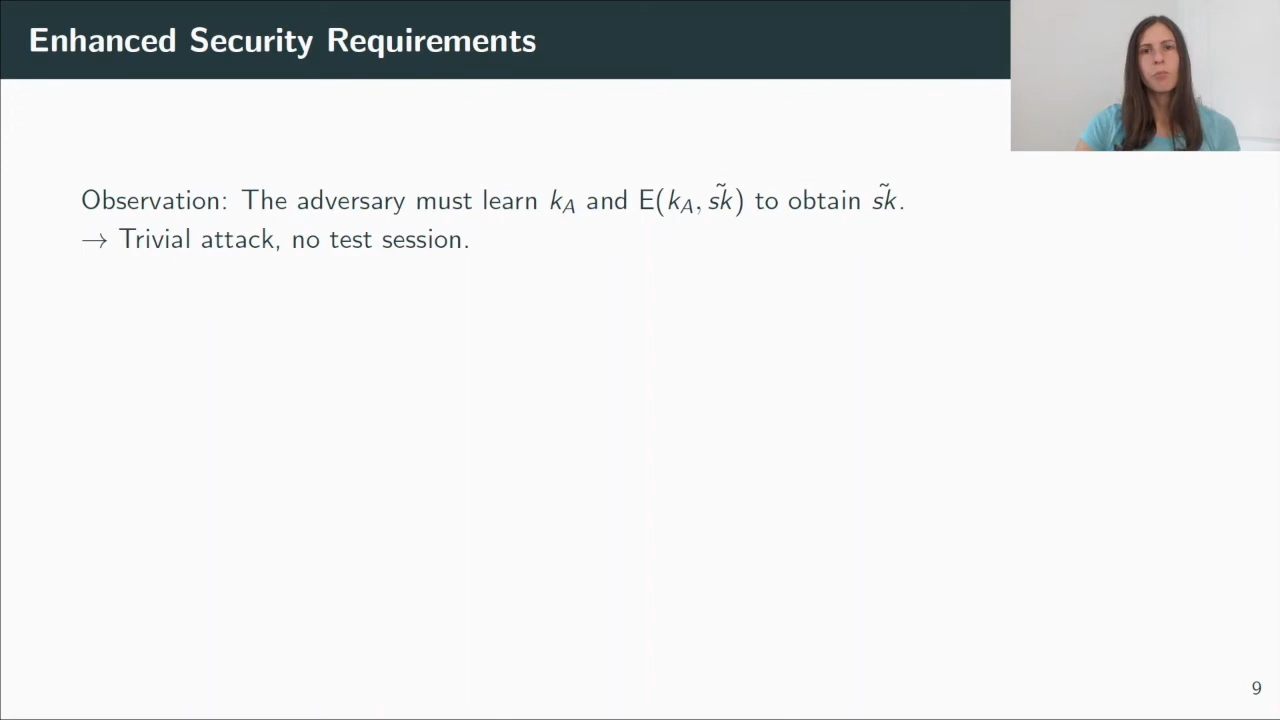 Enhanced Security Requirements
Observation: The adversary must learn k_A and E(k_A, s̃k) to obtain s̃k.
→ Trivial attack, no test session.
9